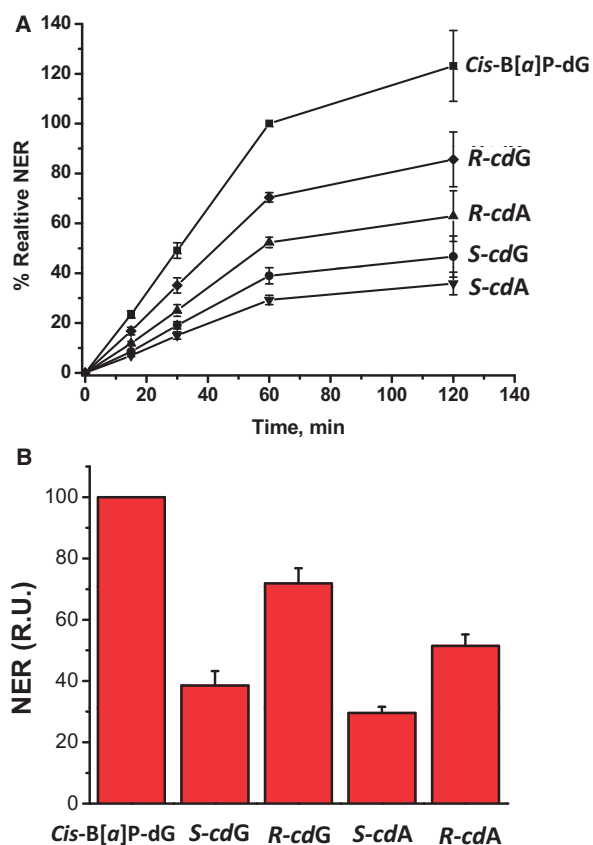 A
140
120
100
80
60
40
20
0
% Realtive NER
Cis-B[a]P-dG
R-cdG
R-cdA
S-cdG
S-cdA
0 20 40 60 80 100 120 140
Time, min
B
100
80
60
40
20
0
NER (R.U.)
Cis-B[a]P-dG S-cdG R-cdG S-cdA R-cdA